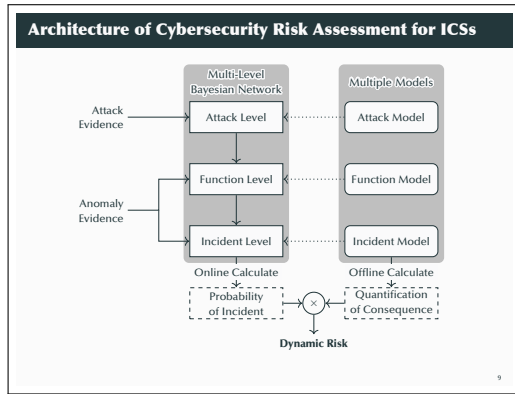 Architecture of Cybersecurity Risk Assessment for ICSs
Multi-Level
Bayesian Network
Multiple Models
Attack
Evidence
Attack Level
Attack Model
Function Level
Function Model
Anomaly
Evidence
Incident Level
Incident Model
Online Calculate
Offline Calculate
Probability
of Incident
×
Quantification
of Consequence
Dynamic Risk
9